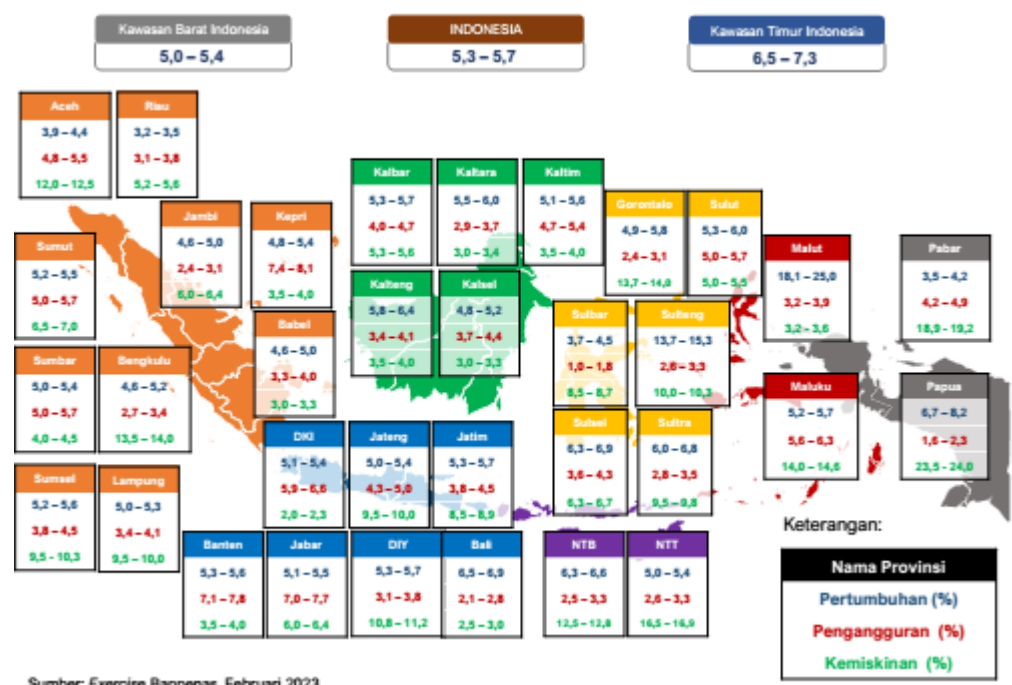 Kawasan Barat Indonesia
5,0 – 5,4
INDONESIA
5,3 – 5,7
Kawasan Timur Indonesia
6,5 – 7,3
Aceh
3,9 – 4,4
4,8 – 5,5
12,0 – 12,5
Riau
3,2 – 3,5
3,1 – 3,8
5,2 – 5,6
Kalbar
5,3 – 5,7
4,0 – 4,7
5,3 – 5,6
Kaltara
5,5 – 6,0
2,9 – 3,7
3,0 – 3,4
Kaltim
5,1 – 5,6
4,7 – 5,4
3,5 – 4,0
Jambi
4,6 – 5,0
2,4 – 3,1
6,0 – 6,4
Kepri
4,8 – 5,4
7,4 – 8,1
3,5 – 4,0
Gorontalo
4,9 – 5,8
2,4 – 3,1
13,7 – 14,0
Sulut
5,3 – 6,0
5,0 – 5,7
5,0 – 5,5
Sumut
5,2 – 5,5
5,0 – 5,7
6,5 – 7,0
Malut
18,1 – 25,0
3,2 – 3,9
3,2 – 3,6
Pabar
3,5 – 4,2
4,2 – 4,9
18,9 - 19,2
Kalteng
5,8 – 6,4
3,4 – 4,1
3,5 – 4,0
Kalsel
4,8 – 5,2
3,7 – 4,4
3,0 – 3,3
Babel
4,6 – 5,0
3,3 – 4,0
3,0 – 3,3
Sulbar
3,7 – 4,5
1,0 – 1,8
8,5 – 8,7
Sulteng
13,7 – 15,3
2,6 – 3,3
10,0 – 10,3
Sumbar
5,0 – 5,4
5,0 – 5,7
4,0 – 4,5
Bengkulu
4,6 – 5,2
2,7 – 3,4
13,5 – 14,0
Maluku
5,2 – 5,7
5,6 – 6,3
14,0 – 14,6
Papua
6,7 – 8,2
1,6 – 2,3
23,5 - 24,0
DKI
5,1 – 5,4
5,9 – 6,6
2,0 – 2,3
Jateng
5,0 – 5,4
4,3 – 5,0
9,5 – 10,0
Jatim
5,3 – 5,7
3,8 – 4,5
8,5 – 8,9
Sulsel
6,3 – 6,9
3,6 – 4,3
6,3 – 6,7
Sultra
6,0 – 6,8
2,8 – 3,5
9,5 – 9,8
Sumsel
5,2 – 5,6
3,8 – 4,5
9,5 - 10,3
Lampung
5,0 – 5,3
3,4 – 4,1
9,5 – 10,0
Banten
5,3 – 5,6
7,1 – 7,8
3,5 – 4,0
Jabar
5,1 – 5,5
7,0 – 7,7
6,0 – 6,4
DIY
5,3 – 5,7
3,1 – 3,8
10,8 – 11,2
Bali
6,5 – 6,9
2,1 – 2,8
2,5 – 3,0
NTB
6,3 – 6,6
2,5 – 3,3
12,5 – 12,8
NTT
5,0 – 5,4
2,6 – 3,3
16,5 – 16,9
Keterangan:
Nama Provinsi
Pertumbuhan (%)
Pengangguran (%)
Kemiskinan (%)
Sumber: Exercise Bappenas, Februari 2023